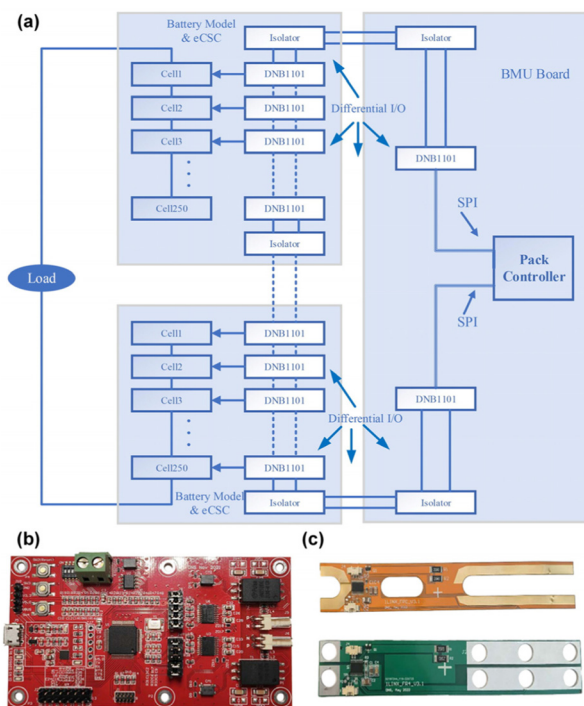 (a)
Battery Model
& eCSC
Isolator
Isolator
BMU Board
Cell1
DNB1101
Cell2
DNB1101
Differential I/O
Cell3
DNB1101
DNB1101
SPI
Cell250
DNB1101
Isolator
Pack
Controller
Load
SPI
Cell1
DNB1101
Cell2
DNB1101
Cell3
DNB1101
DNB1101
Differential I/O
Cell250
DNB1101
Battery Model
& eCSC
Isolator
Isolator
(b)
(c)